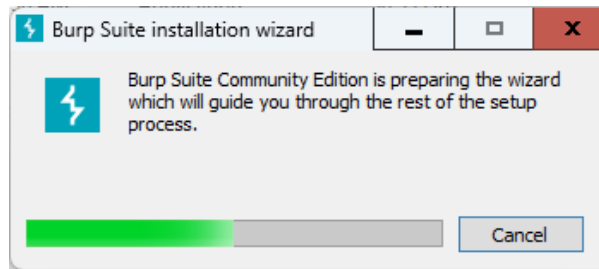 Burp Suite installation wizard
Burp Suite Community Edition is preparing the wizard
which will guide you through the rest of the setup
process.
Cancel